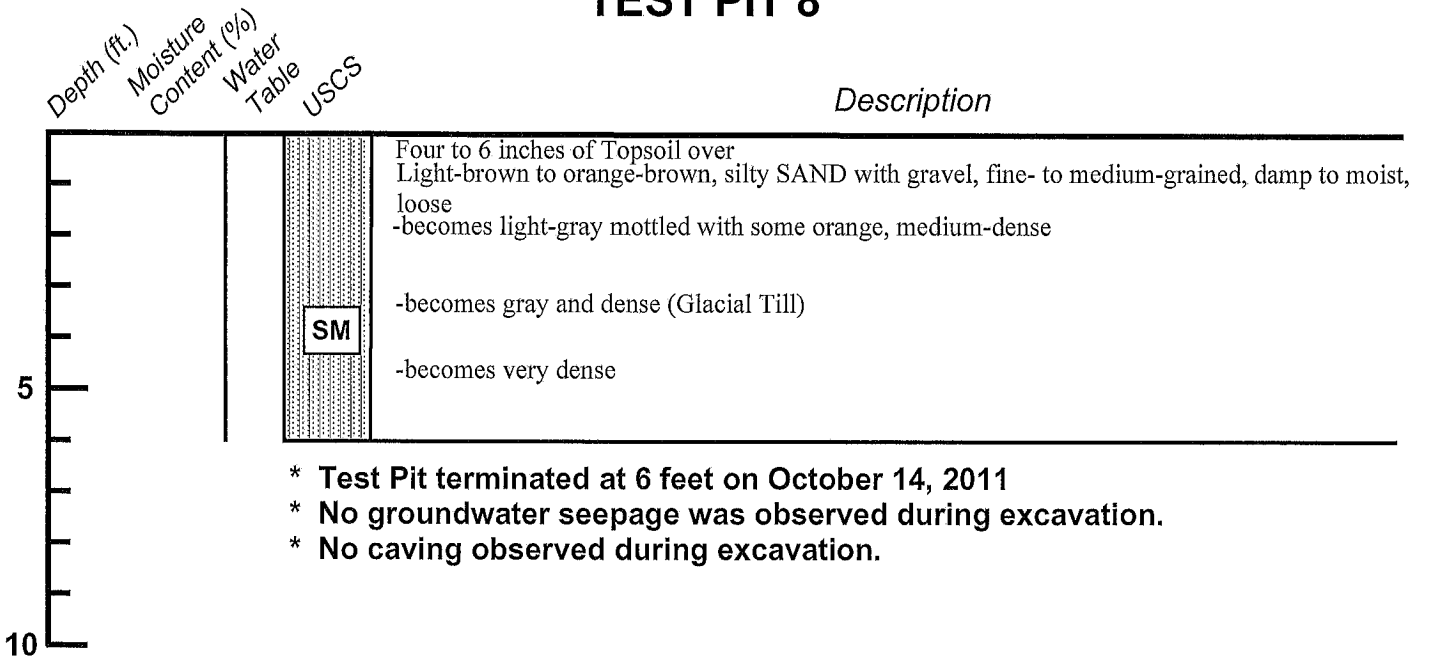 TEST PIT 8
Depth (ft.)
Moisture
Content (%)
Water
Table
USCS
Description
Four to 6 inches of Topsoil over
Light-brown to orange-brown, silty SAND with gravel, fine- to medium-grained, damp to moist,
loose
-becomes light-gray mottled with some orange, medium-dense
-becomes gray and dense (Glacial Till)
SM
-becomes very dense
5
* Test Pit terminated at 6 feet on October 14, 2011
* No groundwater seepage was observed during excavation.
* No caving observed during excavation.
10